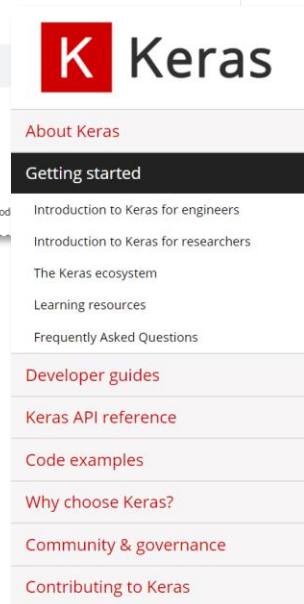 K Keras
About Keras
Getting started
Introduction to Keras for engineers
Introduction to Keras for researchers
The Keras ecosystem
Learning resources
Frequently Asked Questions
Developer guides
Keras API reference
Code examples
Why choose Keras?
Community & governance
Contributing to Keras